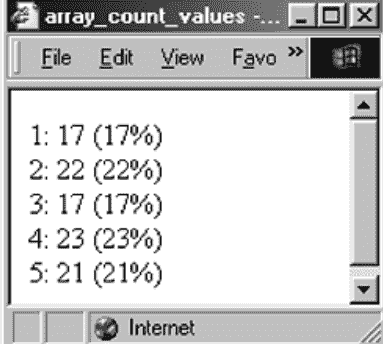 array_count_values -...
File Edit View Favo »
1: 17 (17%)
2: 22 (22%)
3: 17 (17%)
4: 23 (23%)
5: 21 (21%)
Internet